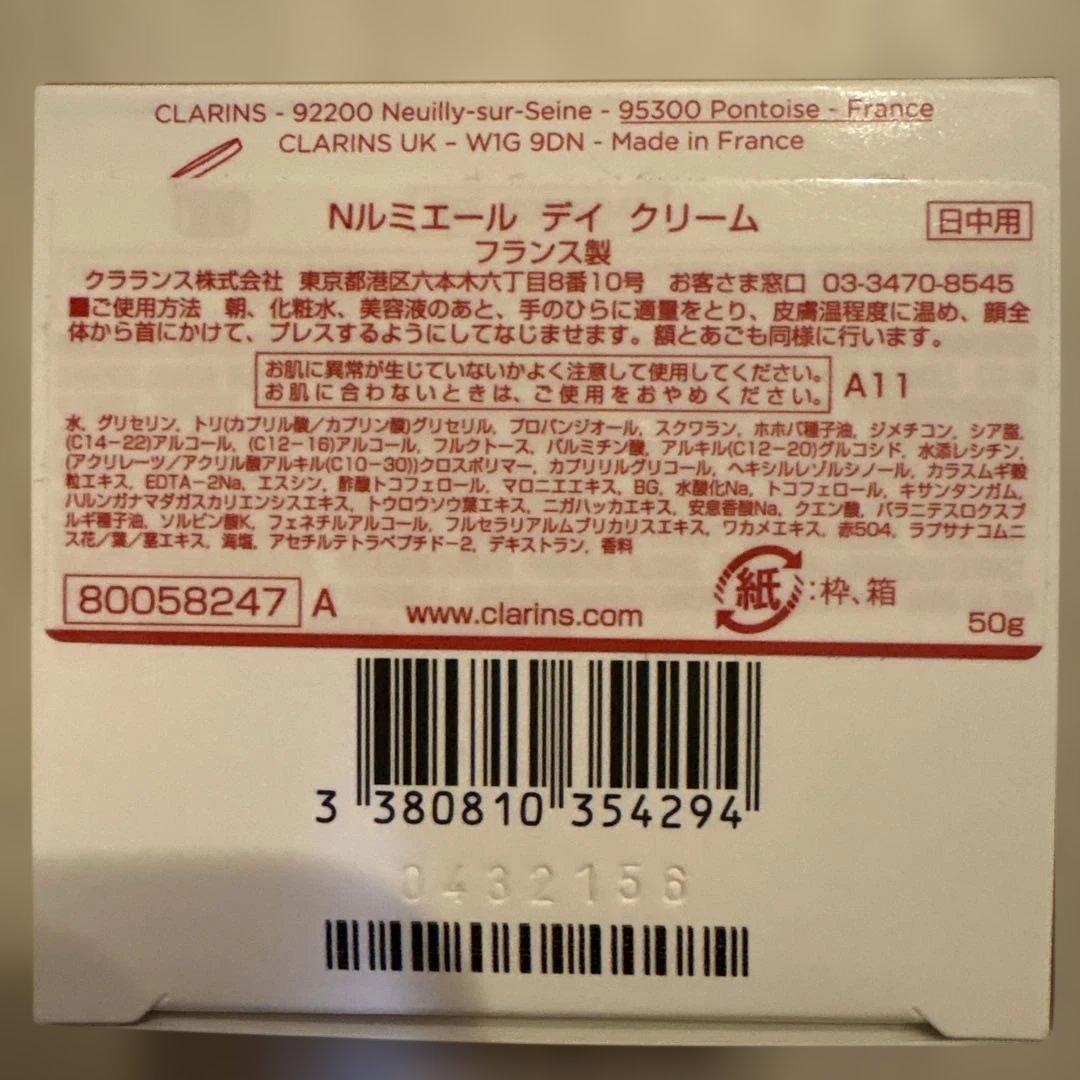 CLARINS - 92200 Neuilly-sur-Seine - 95300 Pontoise - France
CLARINS UK - W1G 9DN - Made in France
Nルミエール デイ クリーム
日中用
フランス製
クラランス株式会社 東京都港区六本木六丁目8番10号 お客さま窓口 03-3470-8545
■ご使用方法 朝、化粧水、美容液のあと、手のひらに適量をとり、皮膚温程度に温め、顔全
体から首にかけて、プレスするようにしてなじませます。額とあごも同様に行います。
お肌に異常が生じていないかよく注意して使用してください。
お肌に合わないときは、ご使用をおやめください。
A11
水, グリセリン, トリ(カプリル酸/カプリン酸)グリセリル, プロパンジオール, スクワラン, ホホバ種子油, ジメチコン, シア脂,
(C14-22)アルコール, (C12-16)アルコール, フルクトース, パルミチン酸, アルキル(C12-20)グルコシド, 水添レシチン,
(アクリレーツ/アクリル酸アルキル(C10-30))クロスポリマー, カプリリルグリコール, ヘキシルレゾルシノール, カラスムギ穀
粒エキス, EDTA-2Na, エスシン, 酢酸トコフェロール, マロニエエキス, BG, 水酸化Na, トコフェロール, キサンタンガム,
ハルンガナマダガスカリエンシスエキス, トウロウソウ葉エキス, ニガハッカエキス, 安息香酸Na, クエン酸, バラニテスロクスブ
ルギ種子油, ソルビン酸K, フェネチルアルコール, フルセラリアルムブリカリスエキス, ワカメエキス, 赤504, ラプサナコムニ
ス花/葉/茎エキス, 海塩, アセチルテトラペプチド-2, デキストラン, 香料
80058247 A
www.clarins.com
紙:枠、箱
50g
3 380810 354294
0432156